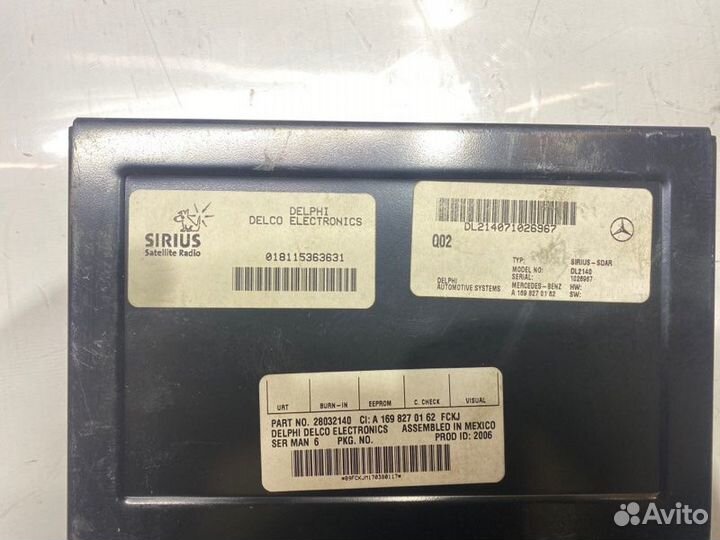 SIRIUS
Satellite Radio
DELPHI
DELCO ELECTRONICS
018115363631
DL214071026967
Q02
TYP: SIRIUS-SDAR
MODEL NO: DL2140
SERIAL: 1026967
DELPHI
AUTOMOTIVE SYSTEMS
MERCEDES-BENZ HW:
A 169 827 01 62 SW:
URT BURN-IN EEPROM C. CHECK VISUAL
PART NO. 28032140 CI: A 169 827 01 62 FCKJ
DELPHI DELCO ELECTRONICS ASSEMBLED IN MEXICO
SER MAN 6 PKG. NO. PROD ID: 2006
*89FCKJM170380117*
Avito